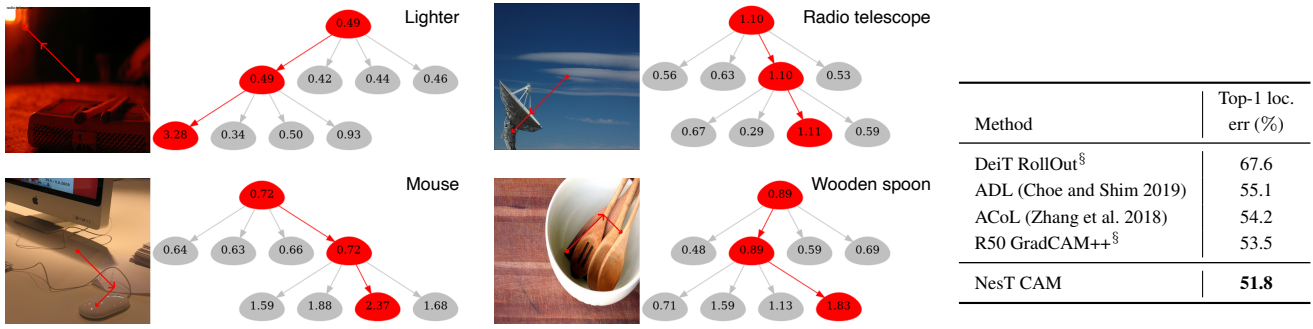 Lighter
0.49
0.49 0.42 0.44 0.46
3.28 0.34 0.50 0.93
Radio telescope
1.10
0.56 0.63 1.10 0.53
0.67 0.29 1.11 0.59
Mouse
0.72
0.64 0.63 0.66 0.72
1.59 1.88 2.37 1.68
Wooden spoon
0.89
0.48 0.89 0.59 0.69
0.71 1.59 1.13 1.83
Top-1 loc.
Method err (%)
DeiT RollOut§ 67.6
ADL (Choe and Shim 2019) 55.1
ACoL (Zhang et al. 2018) 54.2
R50 GradCAM++§ 53.5
NesT CAM 51.8